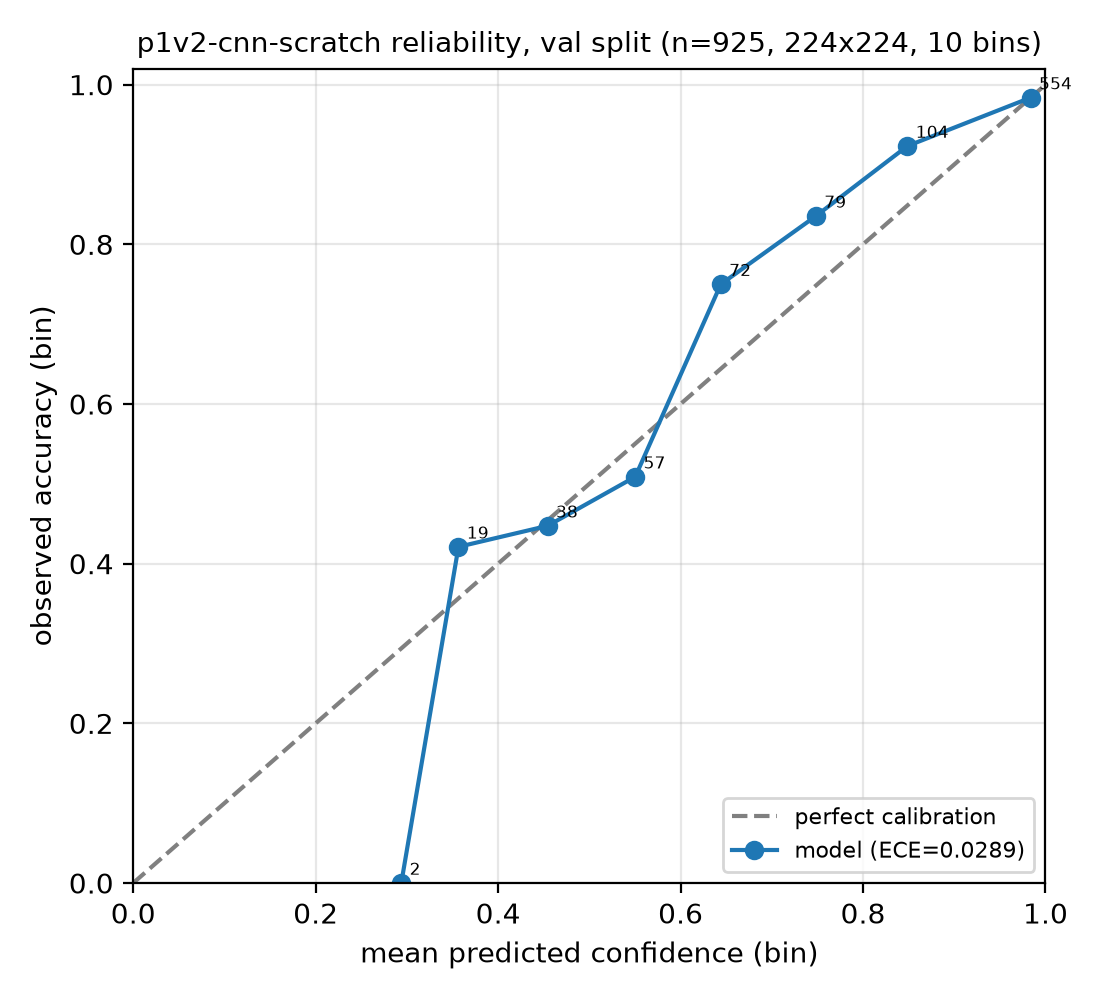 p1v2-cnn-scratch reliability, val split (n=925, 224x224, 10 bins)
observed accuracy (bin)
1.0
0.8
0.6
0.4
0.2
0.0
554
104
79
72
57
38
19
2
perfect calibration
model (ECE=0.0289)
0.0 0.2 0.4 0.6 0.8 1.0
mean predicted confidence (bin)